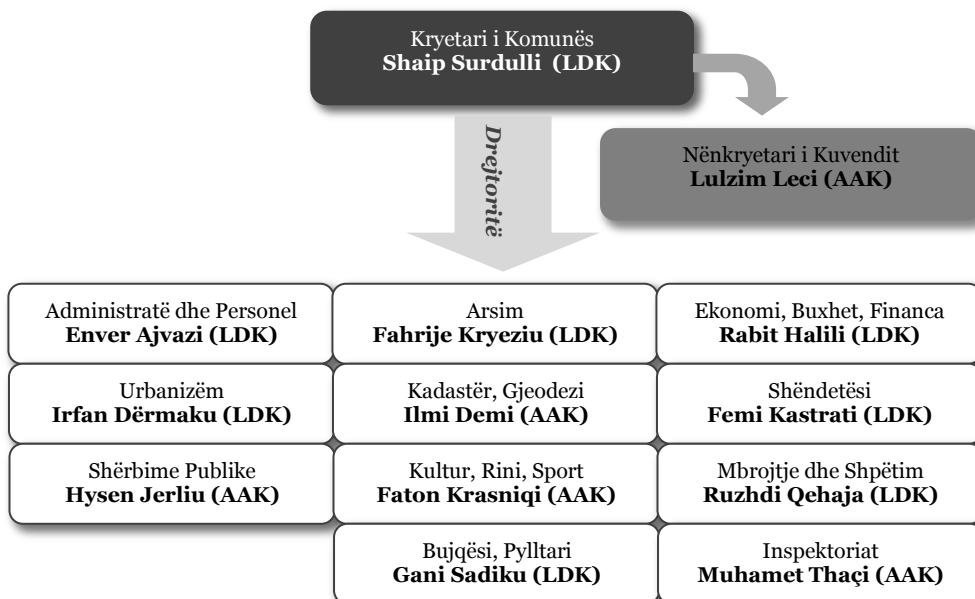 Kryetari i Komunës
Shaip Surdulli (LDK)
Drejtoritë
Nënkryetari i Kuvendit
Lulzim Leci (AAK)
Administratë dhe Personel
Enver Ajvazi (LDK)
Arsim
Fahrije Kryeziu (LDK)
Ekonomi, Buxhet, Financa
Rabit Halili (LDK)
Urbanizëm
Irfan Dërmaku (LDK)
Kadastër, Gjeodezi
Ilmi Demi (AAK)
Shëndetësi
Femi Kastrati (LDK)
Shërbime Publike
Hysen Jerliu (AAK)
Kultur, Rini, Sport
Faton Krasniqi (AAK)
Mbrojtje dhe Shpëtim
Ruzhdi Qehaja (LDK)
Bujqësi, Pylltari
Gani Sadiku (LDK)
Inspektoriat
Muhamet Thaçi (AAK)